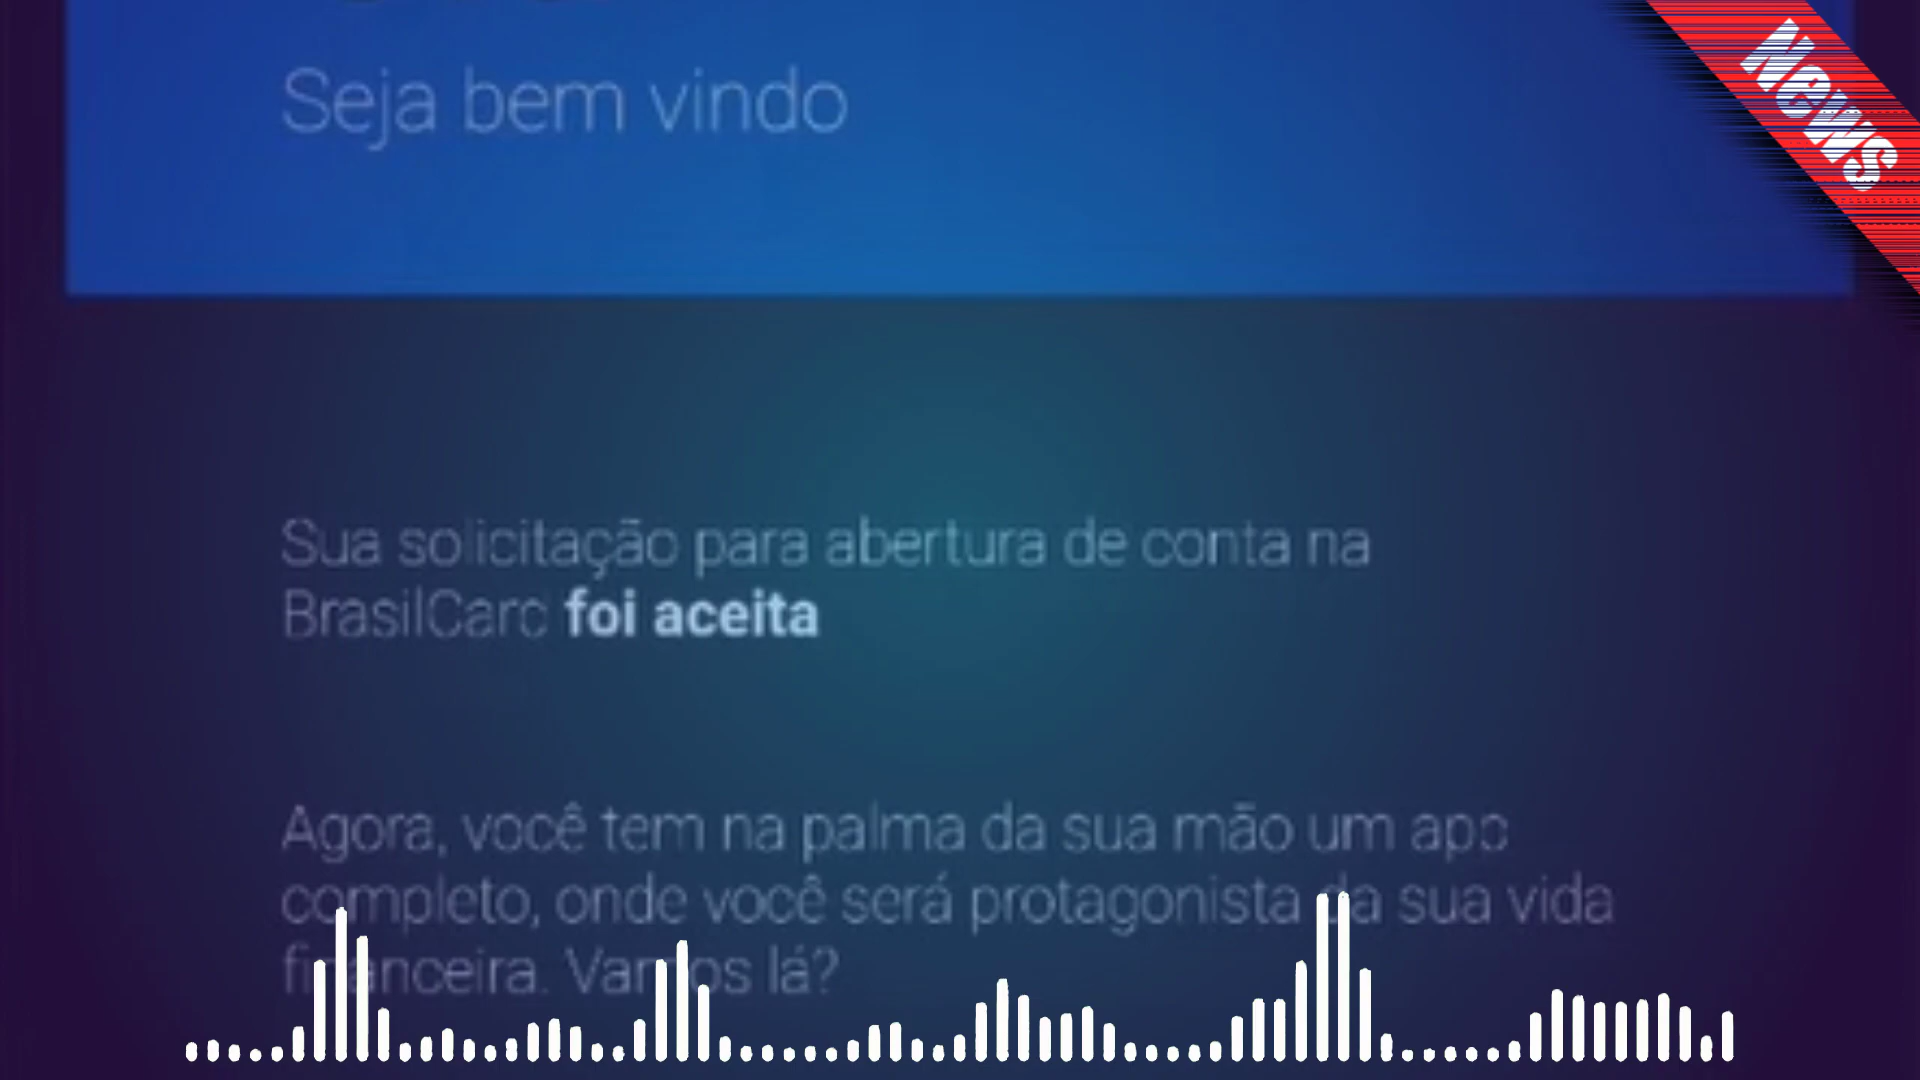 Seja bem vindo
News
Sua solicitação para abertura de conta na
BrasilCard foi aceita
Agora, você tem na palma da sua mão um app
completo, onde você será protagonista da sua vida
financeira. Vamos lá?